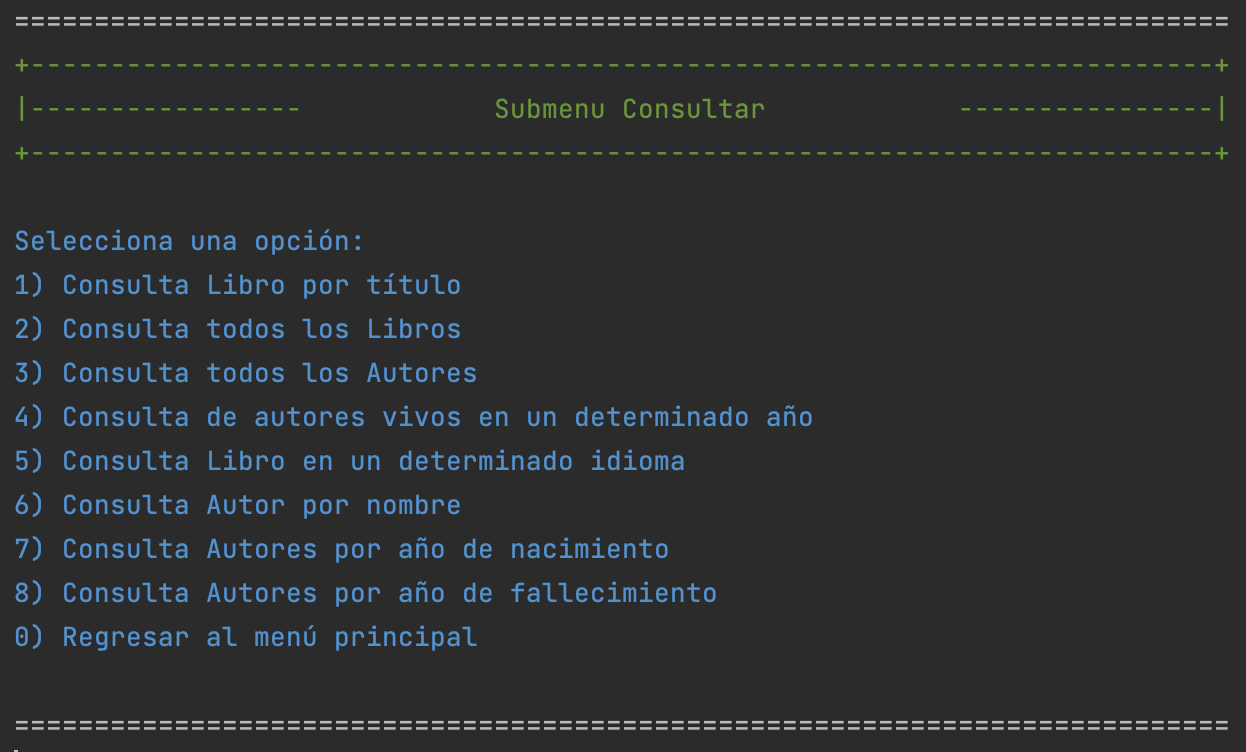 ============================================================================
+--------------------------------------------------------------------------+
|----------------- Submenu Consultar ----------------|
+--------------------------------------------------------------------------+
Selecciona una opción:
1) Consulta Libro por título
2) Consulta todos los Libros
3) Consulta todos los Autores
4) Consulta de autores vivos en un determinado año
5) Consulta Libro en un determinado idioma
6) Consulta Autor por nombre
7) Consulta Autores por año de nacimiento
8) Consulta Autores por año de fallecimiento
0) Regresar al menú principal
============================================================================